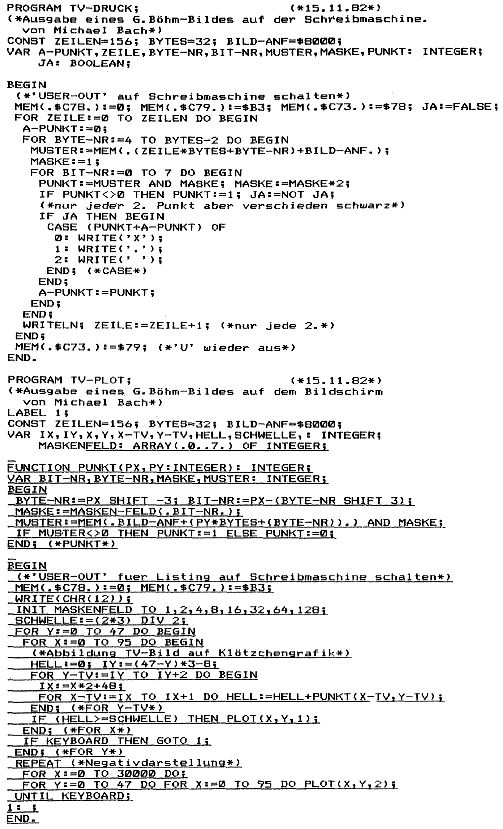 PROGRAM TV-DRUCK; (*15.11.82*)
(*Ausgabe eines G.Böhm-Bildes auf der Schreibmaschine.
von Michael Bach*)
CONST ZEILEN=156; BYTES=32; BILD-ANF=$8000;
VAR A-PUNKT,ZEILE,BYTE-NR,BIT-NR,MUSTER,MASKE,PUNKT: INTEGER;
JA: BOOLEAN;
BEGIN
(*'USER-OUT' auf Schreibmaschine schalten*)
MEM(.$C78.):=0; MEM(.$C79.):=$B3; MEM(.$C73.):=$78; JA:=FALSE;
FOR ZEILE:=0 TO ZEILEN DO BEGIN
A-PUNKT:=0;
FOR BYTE-NR:=4 TO BYTES-2 DO BEGIN
MUSTER:=MEM(.(ZEILE*BYTES+BYTE-NR)+BILD-ANF.);
MASKE:=1;
FOR BIT-NR:=0 TO 7 DO BEGIN
PUNKT:=MUSTER AND MASKE; MASKE:=MASKE*2;
IF PUNKT<>0 THEN PUNKT:=1; JA:=NOT JA;
(*nur jeder 2. Punkt aber verschieden schwarz*)
IF JA THEN BEGIN
CASE (PUNKT+A-PUNKT) OF
0: WRITE('X');
1: WRITE('.');
2: WRITE(' ');
END; (*CASE*)
END;
A-PUNKT:=PUNKT;
END;
END;
WRITELN; ZEILE:=ZEILE+1; (*nur jede 2.*)
END;
MEM(.$C73.):=$79; (*'U' wieder aus*)
END.
PROGRAM TV-PLOT; (*15.11.82*)
(*Ausgabe eines G.Böhm-Bildes auf dem Bildschirm
von Michael Bach*)
LABEL 1;
CONST ZEILEN=156; BYTES=32; BILD-ANF=$8000;
VAR IX,IY,X,Y,X-TV,Y-TV,HELL,SCHWELLE,: INTEGER;
MASKENFELD: ARRAY(.0..7.) OF INTEGER;
FUNCTION PUNKT(PX,PY:INTEGER): INTEGER;
VAR BIT-NR,BYTE-NR,MASKE,MUSTER: INTEGER;
BEGIN
BYTE-NR:=PX SHIFT -3; BIT-NR:=PX-(BYTE-NR SHIFT 3);
MASKE:=MASKEN-FELD(.BIT-NR.);
MUSTER:=MEM(.BILD-ANF+(PY*BYTES+(BYTE-NR)).) AND MASKE;
IF MUSTER<>0 THEN PUNKT:=1 ELSE PUNKT:=0;
END; (*PUNKT*)
BEGIN
(*'USER-OUT' fuer Listing auf Schreibmaschine schalten*)
MEM(.$C78.):=0; MEM(.$C79.):=$B3;
WRITE(CHR(12));
INIT MASKENFELD TO 1,2,4,8,16,32,64,128;
SCHWELLE:=(2*3) DIV 2;
FOR Y:=0 TO 47 DO BEGIN
FOR X:=0 TO 95 DO BEGIN
(*Abbildung TV-Bild auf Klötzchengrafik*)
HELL:=0; IY:=(47-Y)*3-8;
FOR Y-TV:=IY TO IY+2 DO BEGIN
IX:=X*2+48;
FOR X-TV:=IX TO IX+1 DO HELL:=HELL+PUNKT(X-TV,Y-TV);
END; (*FOR Y-TV*)
IF (HELL>=SCHWELLE) THEN PLOT(X,Y,1);
END; (*FOR X*)
IF KEYBOARD THEN GOTO 1;
END; (*FOR Y*)
REPEAT (*Negativdarstellung*)
FOR X:=0 TO 30000 DO;
FOR Y:=0 TO 47 DO FOR X:=0 TO 95 DO PLOT(X,Y,2);
UNTIL KEYBOARD;
1: ;
END.